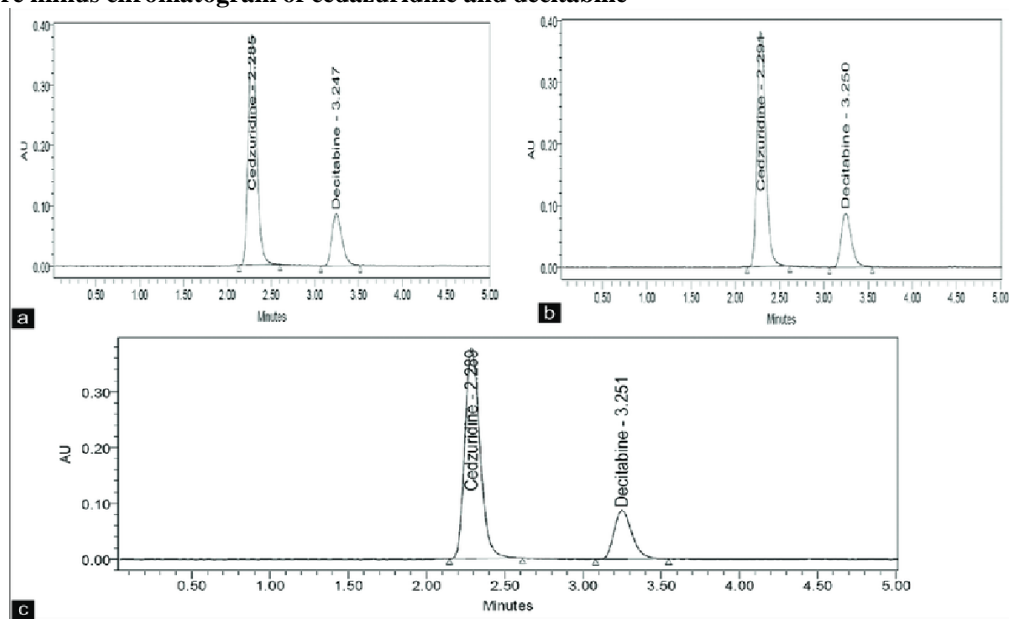 re minus chromatogram of cedazuridine and decitabine
0.40
0.30
0.20
0.10
0.00
AU
Cedzuridine - 2.285
Decitabine - 3.247
0.50 1.00 1.50 2.00 2.50 3.00 3.50 4.00 4.50 5.00
Minutes
a
0.40
0.30
0.20
0.10
0.00
AU
Cedzuridine - 2.291
Decitabine - 3.250
0.50 1.00 1.50 2.00 2.50 3.00 3.50 4.00 4.50 5.00
Minutes
b
0.30
0.20
0.10
0.00
AU
Cedzuridine - 2.289
Decitabine - 3.251
0.50 1.00 1.50 2.00 2.50 3.00 3.50 4.00 4.50 5.00
Minutes
c